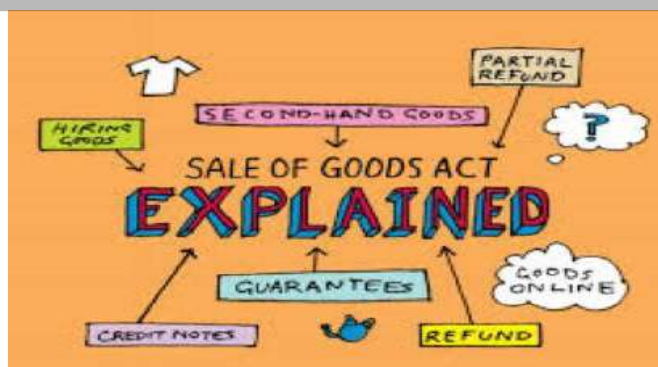 PARTIAL
REFUND
SECOND-HAND GOODS
?
HIRING
GOODS
SALE OF GOODS ACT
EXPLAINED
GUARANTEES
GOODS
ONLINE
CREDIT NOTES
REFUND